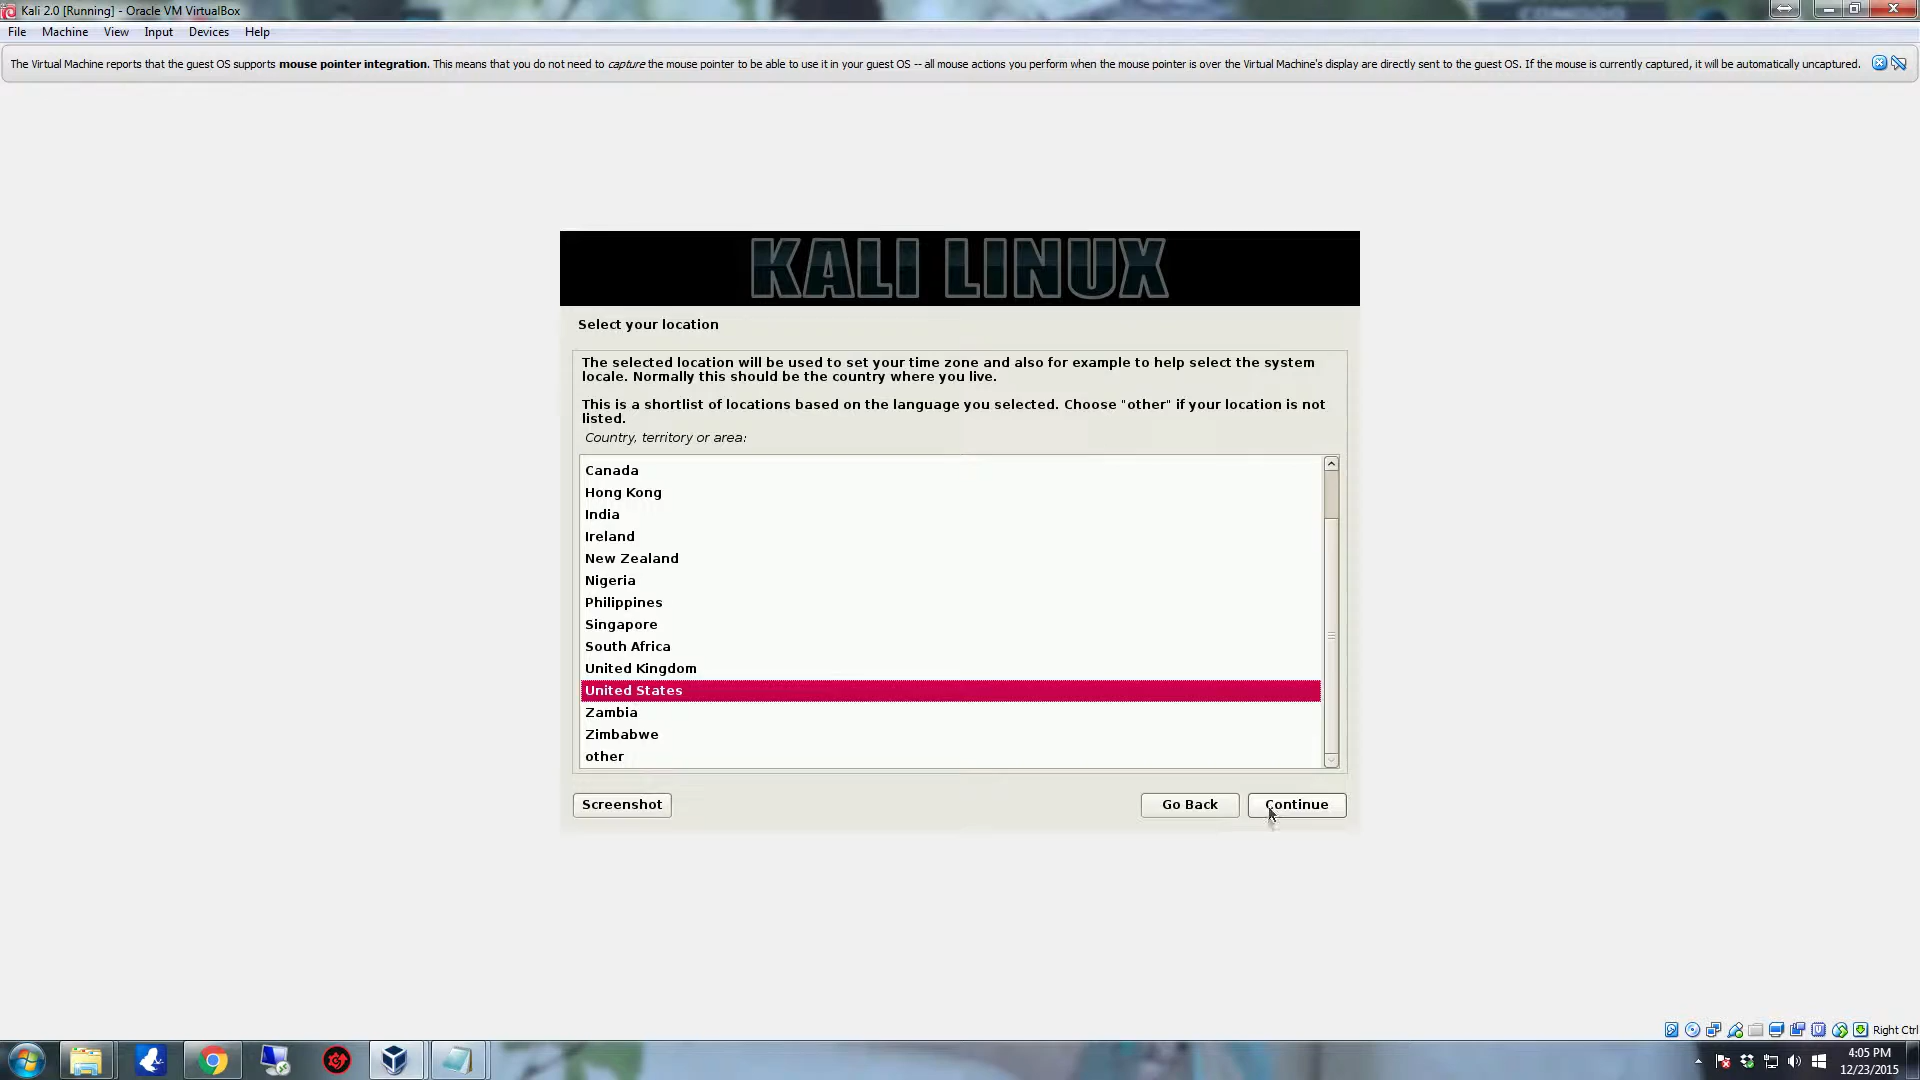 Kali 2.0 [Running] - Oracle VM VirtualBox
File Machine View Input Devices Help
The Virtual Machine reports that the guest OS supports mouse pointer integration. This means that you do not need to capture the mouse pointer to be able to use it in your guest OS -- all mouse actions you perform when the mouse pointer is over the Virtual Machine's display are directly sent to the guest OS. If the mouse is currently captured, it will be automatically uncaptured.
KALI LINUX
Select your location
The selected location will be used to set your time zone and also for example to help select the system
locale. Normally this should be the country where you live.
This is a shortlist of locations based on the language you selected. Choose "other" if your location is not
listed.
Country, territory or area:
Canada
Hong Kong
India
Ireland
New Zealand
Nigeria
Philippines
Singapore
South Africa
United Kingdom
United States
Zambia
Zimbabwe
other
Screenshot Go Back Continue
Right Ctrl
4:05 PM
12/23/2015